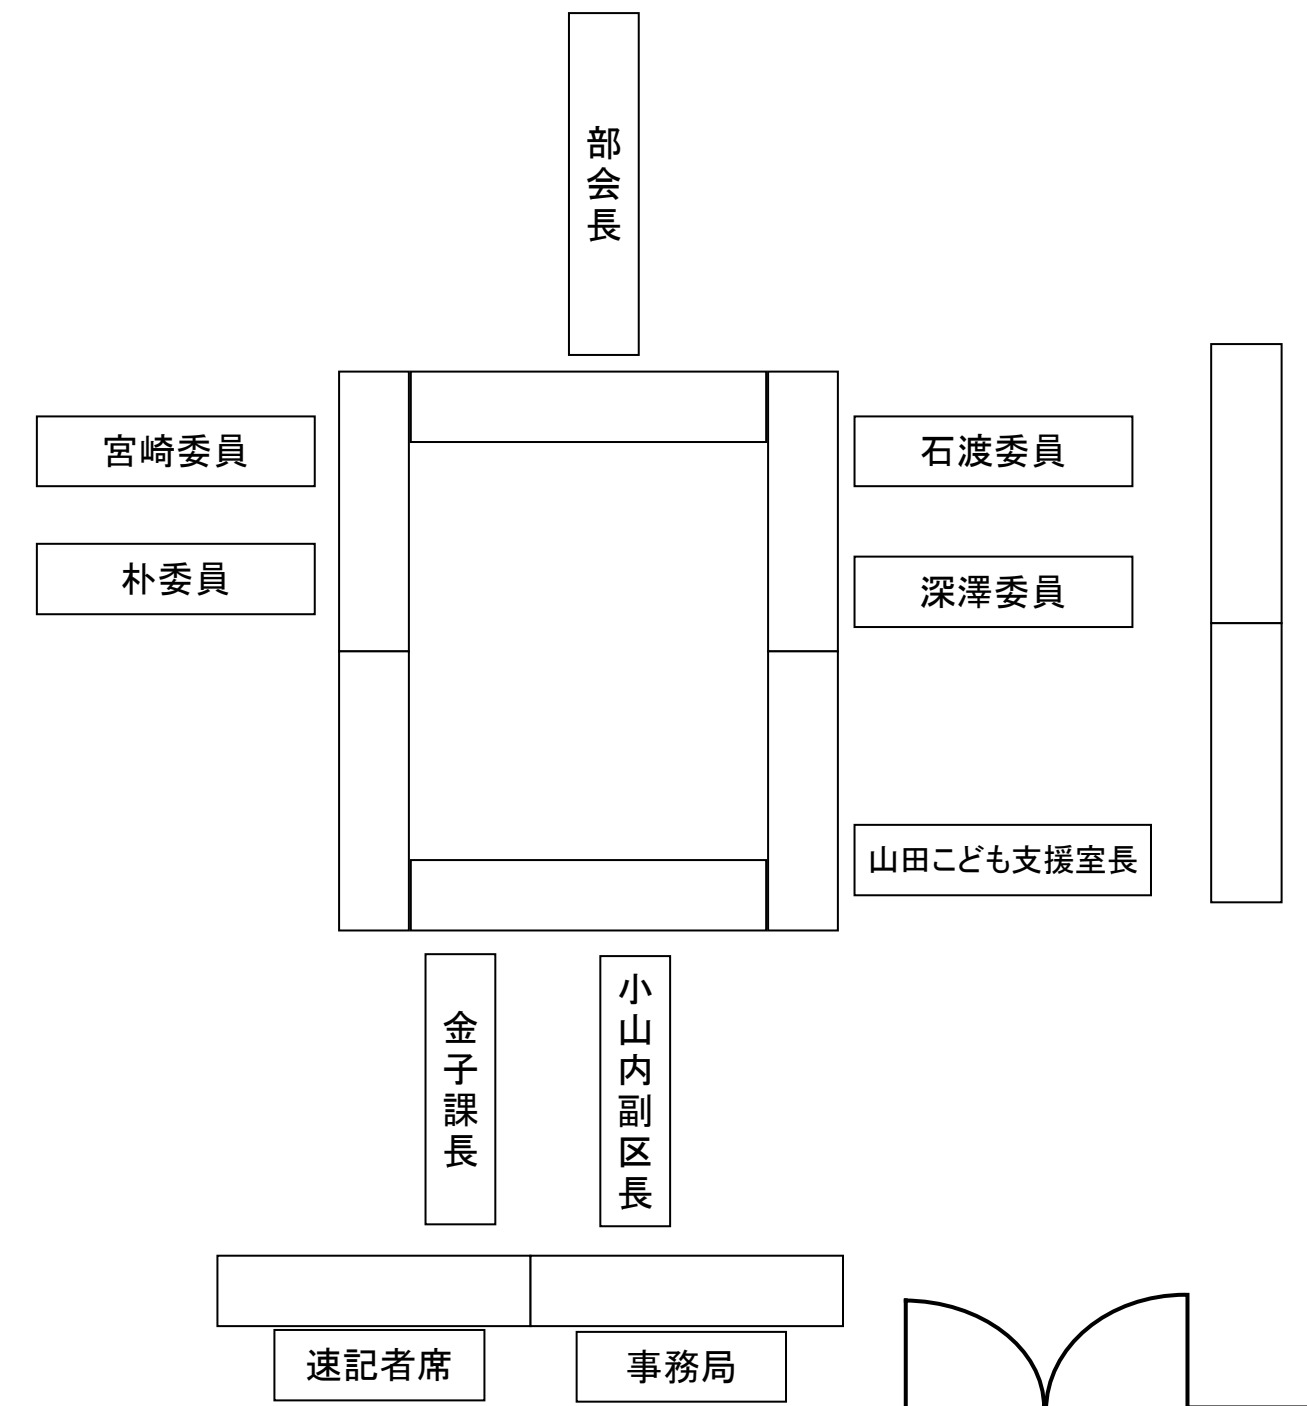 部会長
宮崎委員
石渡委員
朴委員
深澤委員
山田こども支援室長
金子課長
小山内副区長
速記者席
事務局